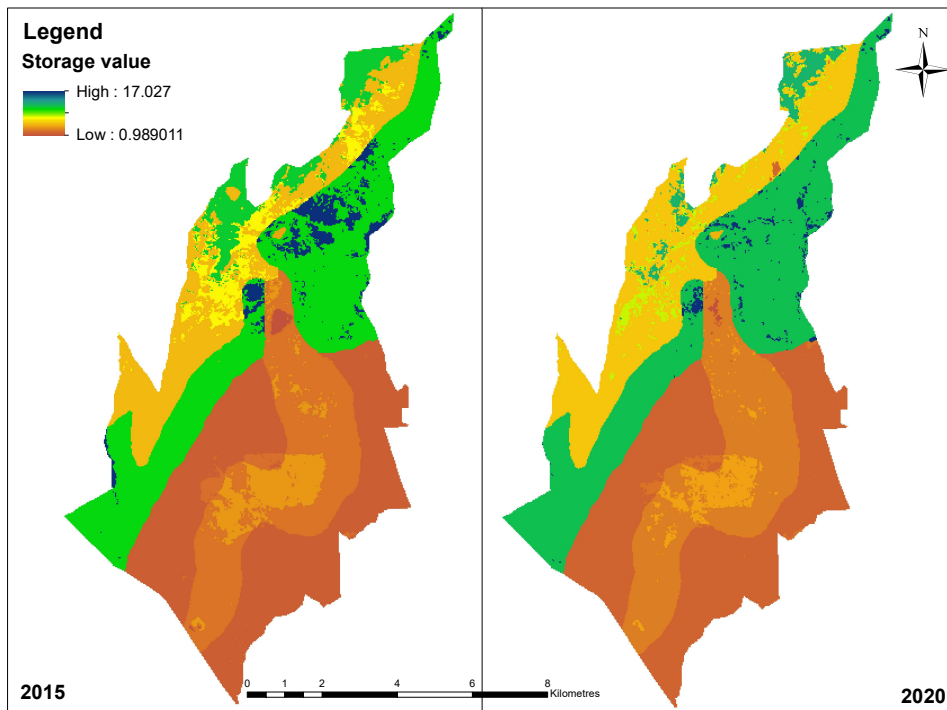 Legend
Storage value
High : 17.027
Low : 0.989011
N
2015
0 1 2 4 6 8
Kilometres
2020